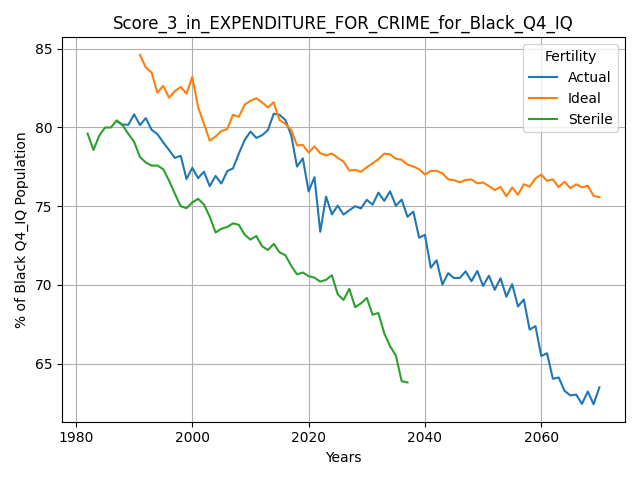 Score_3_in_EXPENDITURE_FOR_CRIME_for_Black_Q4_IQ
Fertility
Actual
Ideal
Sterile
85
80
75
70
65
% of Black Q4_IQ Population
1980
2000
2020
2040
2060
Years